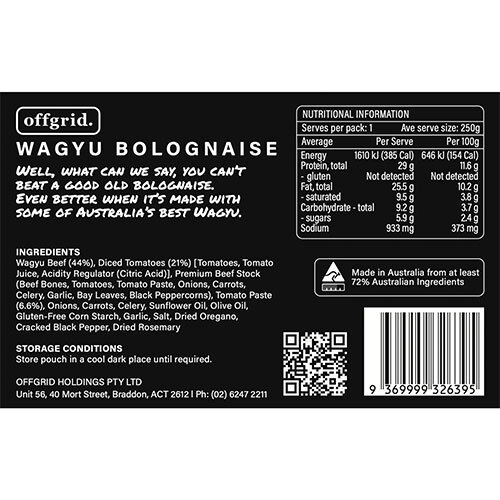 offgrid.
WAGYU BOLOGNAISE
WELL, WHAT CAN WE SAY, YOU CAN'T
BEAT A GOOD OLD BOLOGNAISE.
EVEN BETTER WHEN IT'S MADE WITH
SOME OF AUSTRALIA'S BEST WAGYU.
INGREDIENTS
Wagyu Beef (44%), Diced Tomatoes (21%) [Tomatoes, Tomato
Juice, Acidity Regulator (Citric Acid)], Premium Beef Stock
(Beef Bones, Tomatoes, Tomato Paste, Onions, Carrots,
Celery, Garlic, Bay Leaves, Black Peppercorns), Tomato Paste
(6.6%), Onions, Carrots, Celery, Sunflower Oil, Olive Oil,
Gluten-Free Corn Starch, Garlic, Salt, Dried Oregano,
Cracked Black Pepper, Dried Rosemary
STORAGE CONDITIONS
Store pouch in a cool dark place until required.
OFFGRID HOLDINGS PTY LTD
Unit 56, 40 Mort Street, Braddon, ACT 2612 | Ph: (02) 6247 2211
NUTRITIONAL INFORMATION
Serves per pack: 1 Ave serve size: 250g
Average Per Serve Per 100g
Energy 1610 kJ (385 Cal) 646 kJ (154 Cal)
Protein, total 29 g 11.6 g
- gluten Not detected Not detected
Fat, total 25.5 g 10.2 g
- saturated 9.5 g 3.8 g
Carbohydrate - total 9.2 g 3.7 g
- sugars 5.9 g 2.4 g
Sodium 933 mg 373 mg
Made in Australia from at least
72% Australian Ingredients
9 369999 326395